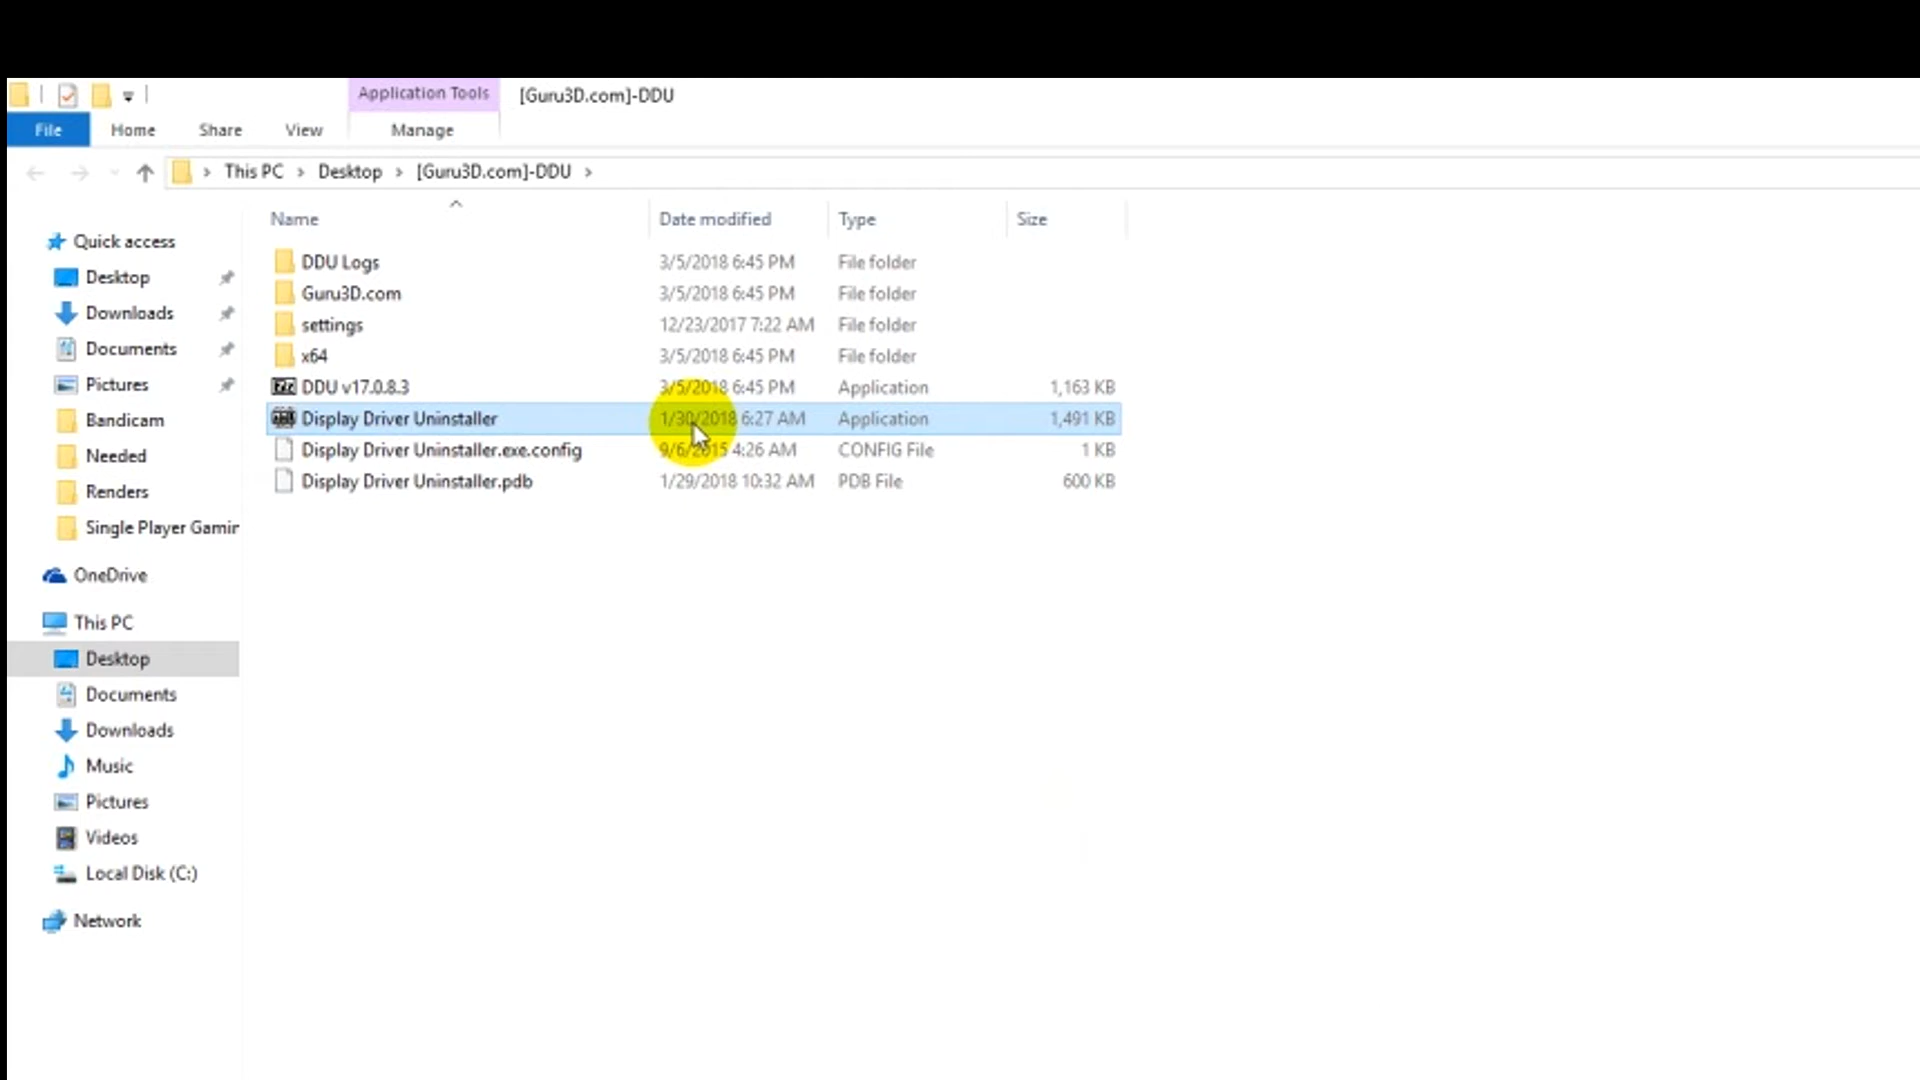 Application Tools [Guru3D.com]-DDU
File Home Share View Manage
This PC > Desktop > [Guru3D.com]-DDU >
Name Date modified Type Size
Quick access
Desktop
Downloads
Documents
Pictures
Bandicam
Needed
Renders
Single Player Gamin
OneDrive
This PC
Desktop
Documents
Downloads
Music
Pictures
Videos
Local Disk (C:)
Network
DDU Logs 3/5/2018 6:45 PM File folder
Guru3D.com 3/5/2018 6:45 PM File folder
settings 12/23/2017 7:22 AM File folder
x64 3/5/2018 6:45 PM File folder
DDU v17.0.8.3 3/5/2018 6:45 PM Application 1,163 KB
Display Driver Uninstaller 1/30/2018 6:27 AM Application 1,491 KB
Display Driver Uninstaller.exe.config 9/6/2015 4:26 AM CONFIG File 1 KB
Display Driver Uninstaller.pdb 1/29/2018 10:32 AM PDB File 600 KB